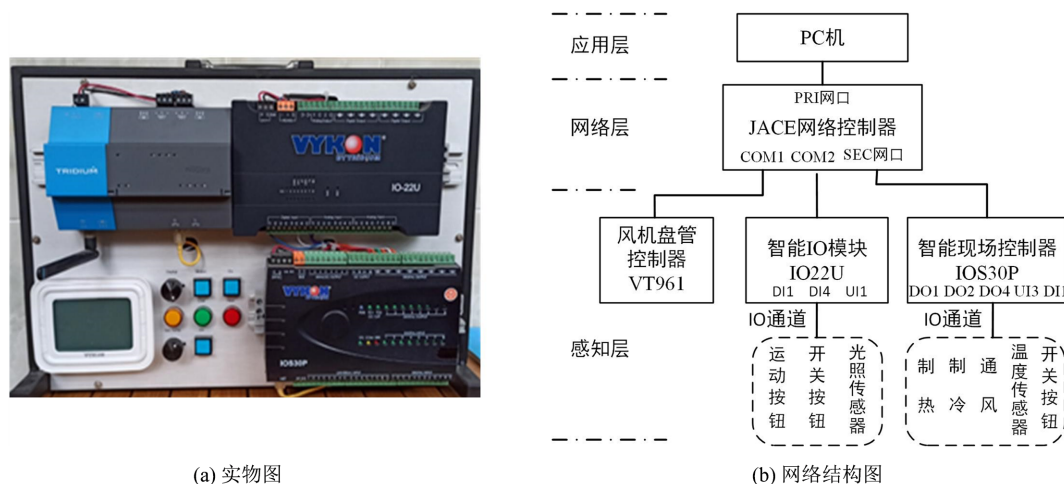 TRIDIUM
VYKON
BY TRIDIUM
IO-22U
VYKON
IOS30P
(a) 实物图
应用层
PC机
网络层
PRI网口
JACE网络控制器
COM1 COM2 SEC网口
感知层
风机盘管
控制器
VT961
智能IO模块
IO22U
DI1 DI4 UI1
智能现场控制器
IOS30P
DO1 DO2 DO4 UI3 DI1
IO通道
IO通道
运动按钮
开关按钮
光照传感器
制热
制冷
通风
温度传感器
开关按钮
(b) 网络结构图